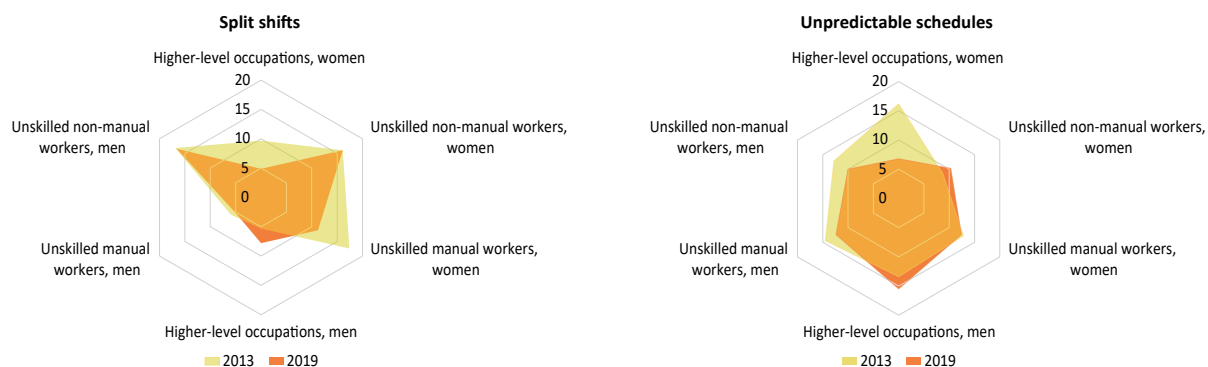 Split shifts
Higher-level occupations, women
20
15
10
5
0
Unskilled non-manual
workers, men
Unskilled non-manual workers,
women
Unskilled manual
workers, men
Unskilled manual workers,
women
Higher-level occupations, men
2013 2019
Unpredictable schedules
Higher-level occupations, women
20
15
10
5
0
Unskilled non-manual
workers, men
Unskilled non-manual workers,
women
Unskilled manual
workers, men
Unskilled manual workers,
women
Higher-level occupations, men
2013 2019